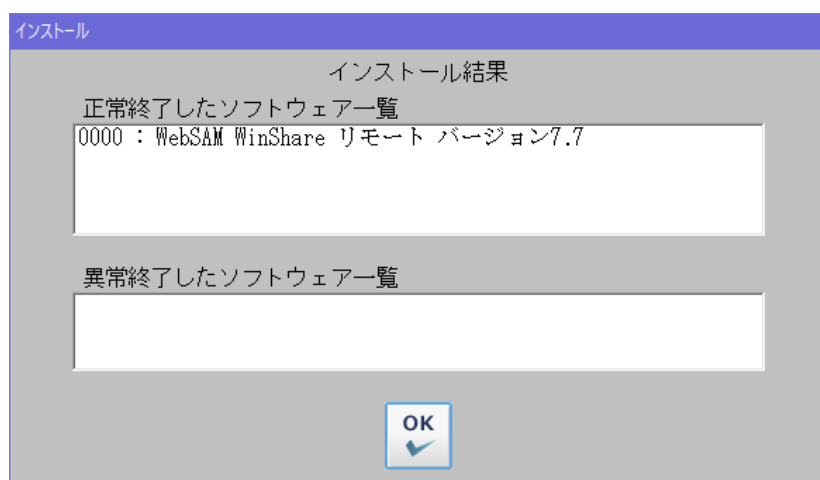 インストール
インストール結果
正常終了したソフトウェア一覧
0000 : WebSAM WinShare リモート バージョン7.7
異常終了したソフトウェア一覧
OK